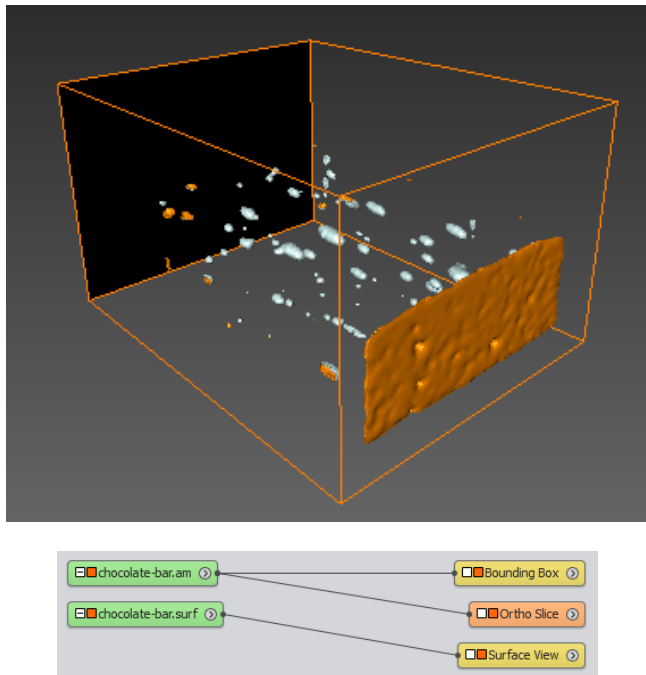 chocolate-bar.am
Bounding Box
Ortho Slice
chocolate-bar.surf
Surface View